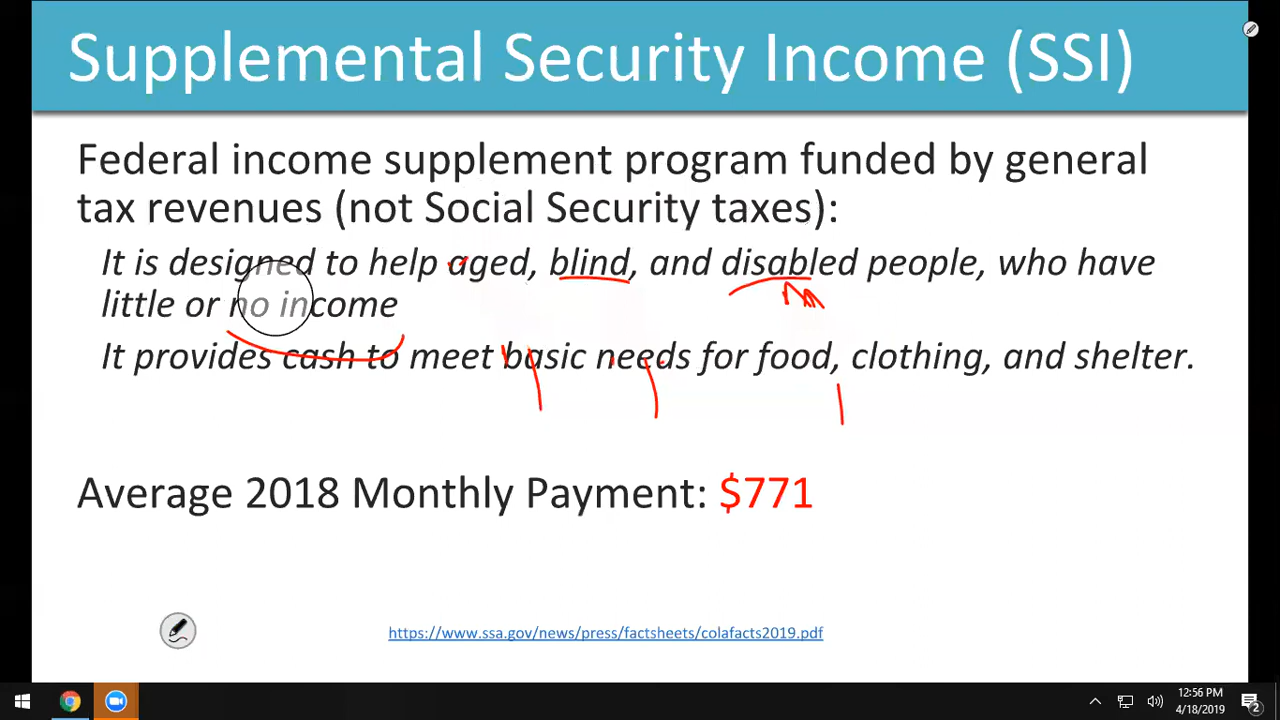 Supplemental Security Income (SSI)
Federal income supplement program funded by general
tax revenues (not Social Security taxes):
It is designed to help aged, blind, and disabled people, who have
little or no income
It provides cash to meet basic needs for food, clothing, and shelter.
Average 2018 Monthly Payment: $771
https://www.ssa.gov/news/press/factsheets/colafacts2019.pdf
12:56 PM
4/18/2019
2